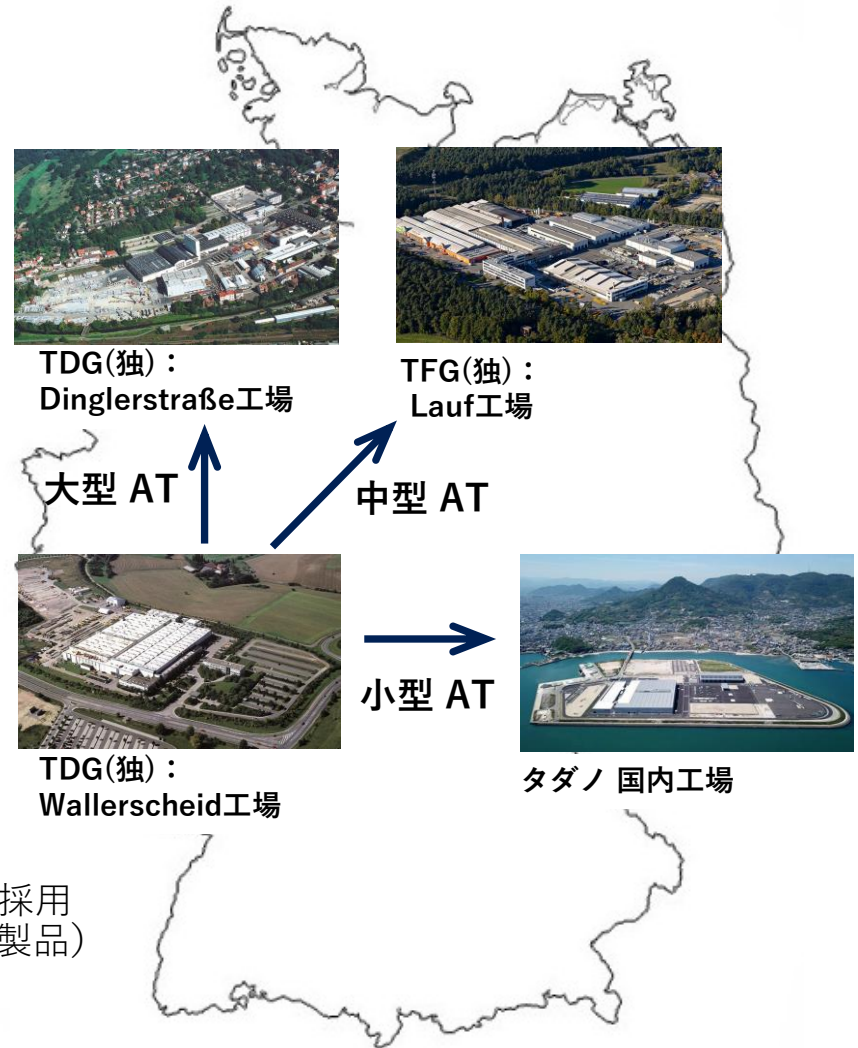 TDG(独)：
Dinglerstraße工場
TFG(独)：
Lauf工場
大型 AT
中型 AT
小型 AT
TDG(独)：
Wallerscheid工場
タダノ 国内工場
採用
製品）